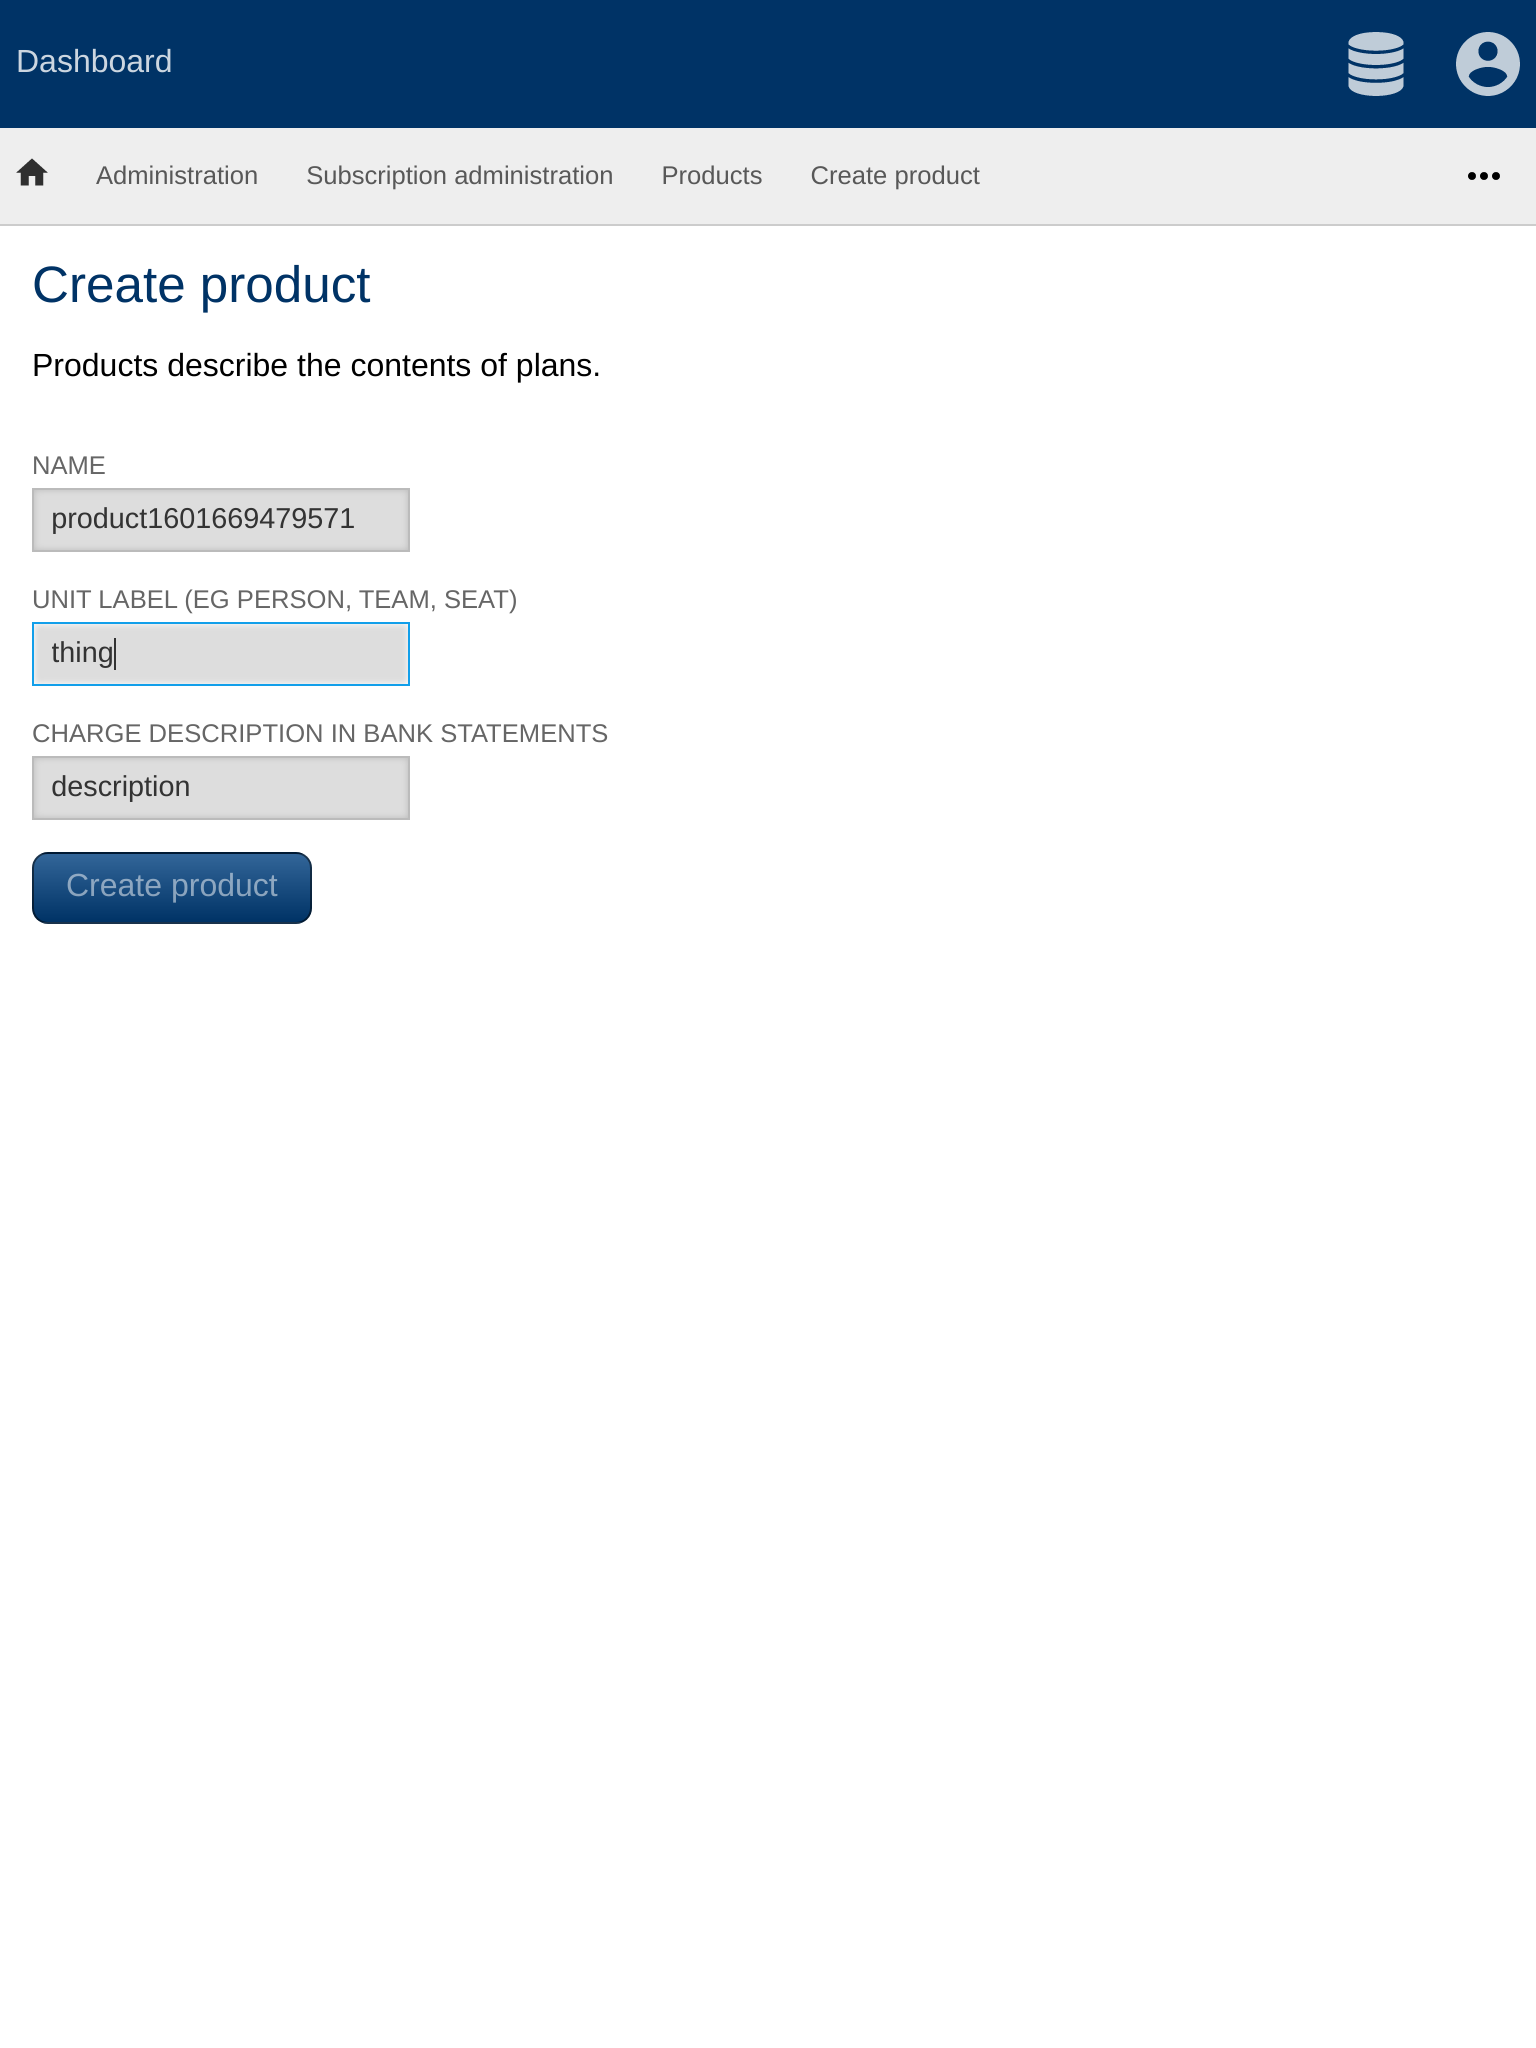 Dashboard
Administration Subscription administration Products Create product
Create product
Products describe the contents of plans.
NAME
product1601669479571
UNIT LABEL (EG PERSON, TEAM, SEAT)
thing
CHARGE DESCRIPTION IN BANK STATEMENTS
description
Create product